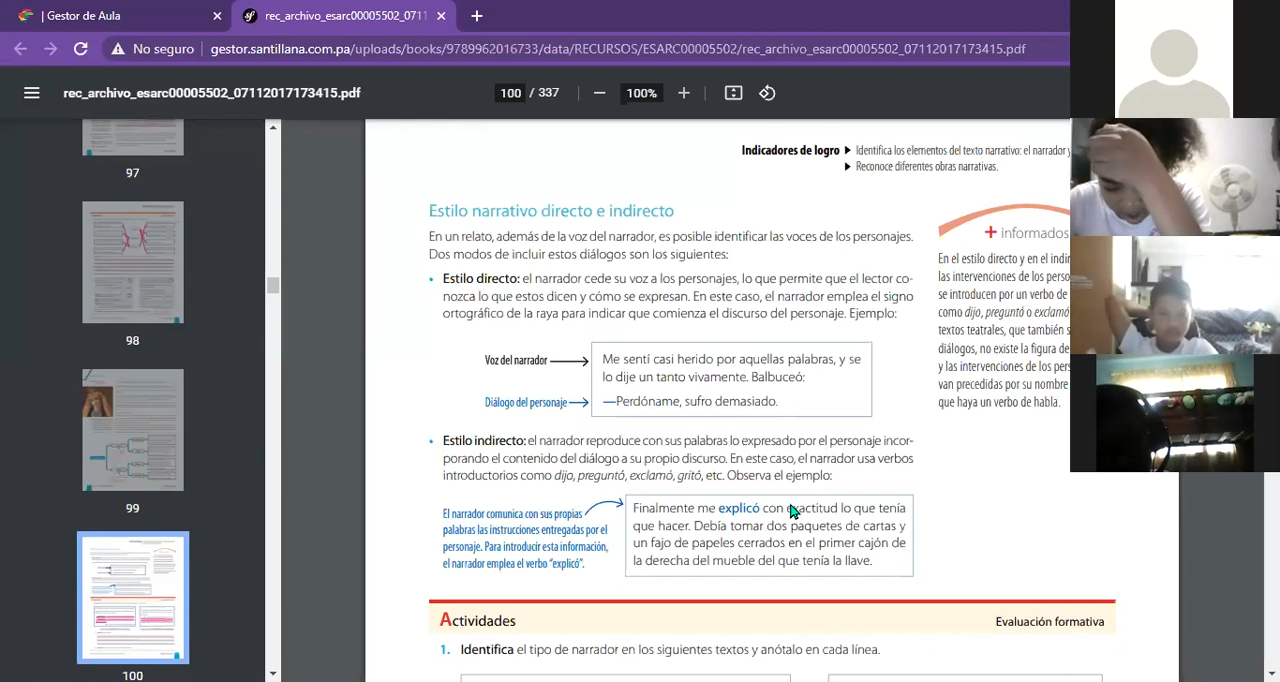 Gestor de Aula
rec_archivo_esarc00005502_0711
No seguro
gestor.santillana.com.pa/uploads/books/9789962016733/data/RECURSOS/ESARC00005502/rec_archivo_esarc00005502_07112017173415.pdf
rec_archivo_esarc00005502_07112017173415.pdf
100 / 337
100%
97
98
99
100
Indicadores de logro ▶ Identifica los elementos del texto narrativo: el narrador y
▶ Reconoce diferentes obras narrativas.
Estilo narrativo directo e indirecto
En un relato, además de la voz del narrador, es posible identificar las voces de los personajes.
Dos modos de incluir estos diálogos son los siguientes:
• Estilo directo: el narrador cede su voz a los personajes, lo que permite que el lector co-
nozca lo que estos dicen y cómo se expresan. En este caso, el narrador emplea el signo
ortográfico de la raya para indicar que comienza el discurso del personaje. Ejemplo:
Voz del narrador
Me sentí casi herido por aquellas palabras, y se
lo dije un tanto vivamente. Balbuceó:
Diálogo del personaje
—Perdóname, sufro demasiado.
• Estilo indirecto: el narrador reproduce con sus palabras lo expresado por el personaje incor-
porando el contenido del diálogo a su propio discurso. En este caso, el narrador usa verbos
introductorios como dijo, preguntó, exclamó, gritó, etc. Observa el ejemplo:
El narrador comunica con sus propias
palabras las instrucciones entregadas por el
personaje. Para introducir esta información,
el narrador emplea el verbo “explicó”.
Finalmente me explicó con exactitud lo que tenía
que hacer. Debía tomar dos paquetes de cartas y
un fajo de papeles cerrados en el primer cajón de
la derecha del mueble del que tenía la llave.
+ informados
En el estilo directo y en el indir
las intervenciones de los perso
se introducen por un verbo de
como dijo, preguntó o exclamó
textos teatrales, que también s
diálogos, no existe la figura de
y las intervenciones de los pers
van precedidas por su nombre
que haya un verbo de habla.
Actividades
Evaluación formativa
1. Identifica el tipo de narrador en los siguientes textos y anótalo en cada línea.